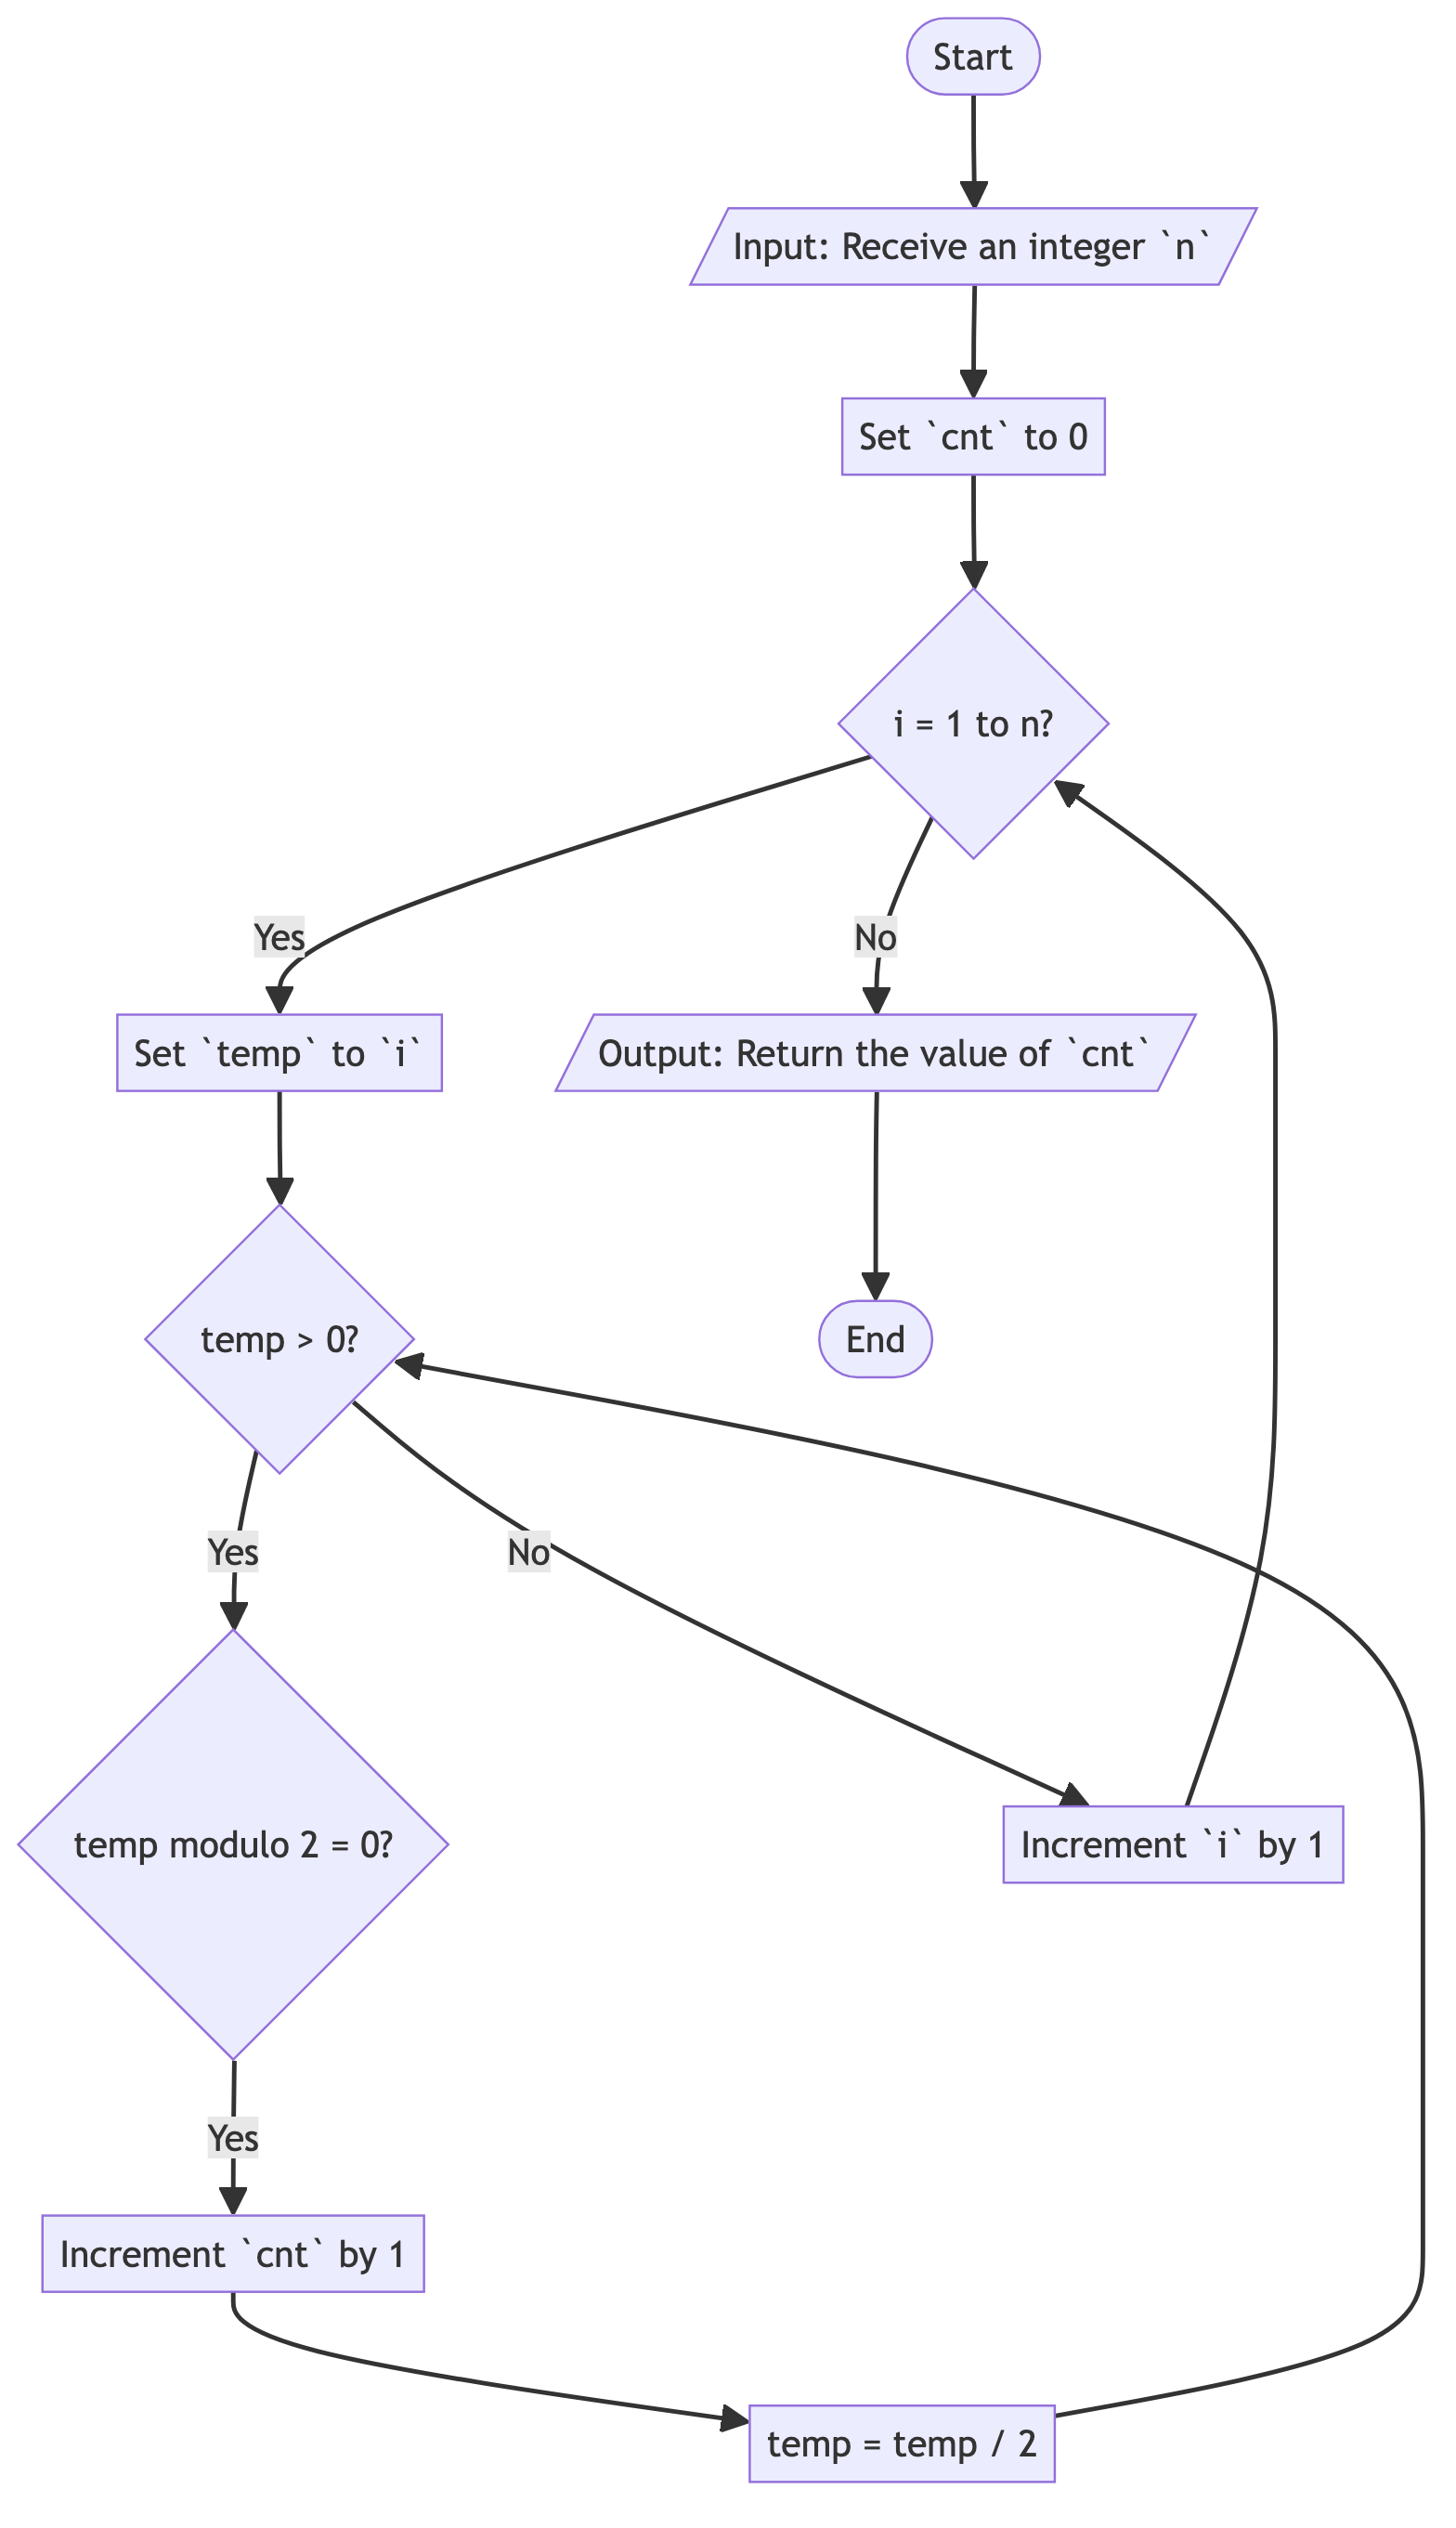 Start
Input: Receive an integer `n`
Set `cnt` to 0
i = 1 to n?
Yes
No
Set `temp` to `i`
Output: Return the value of `cnt`
temp > 0?
End
Yes
No
temp modulo 2 = 0?
Increment `i` by 1
Yes
Increment `cnt` by 1
temp = temp / 2